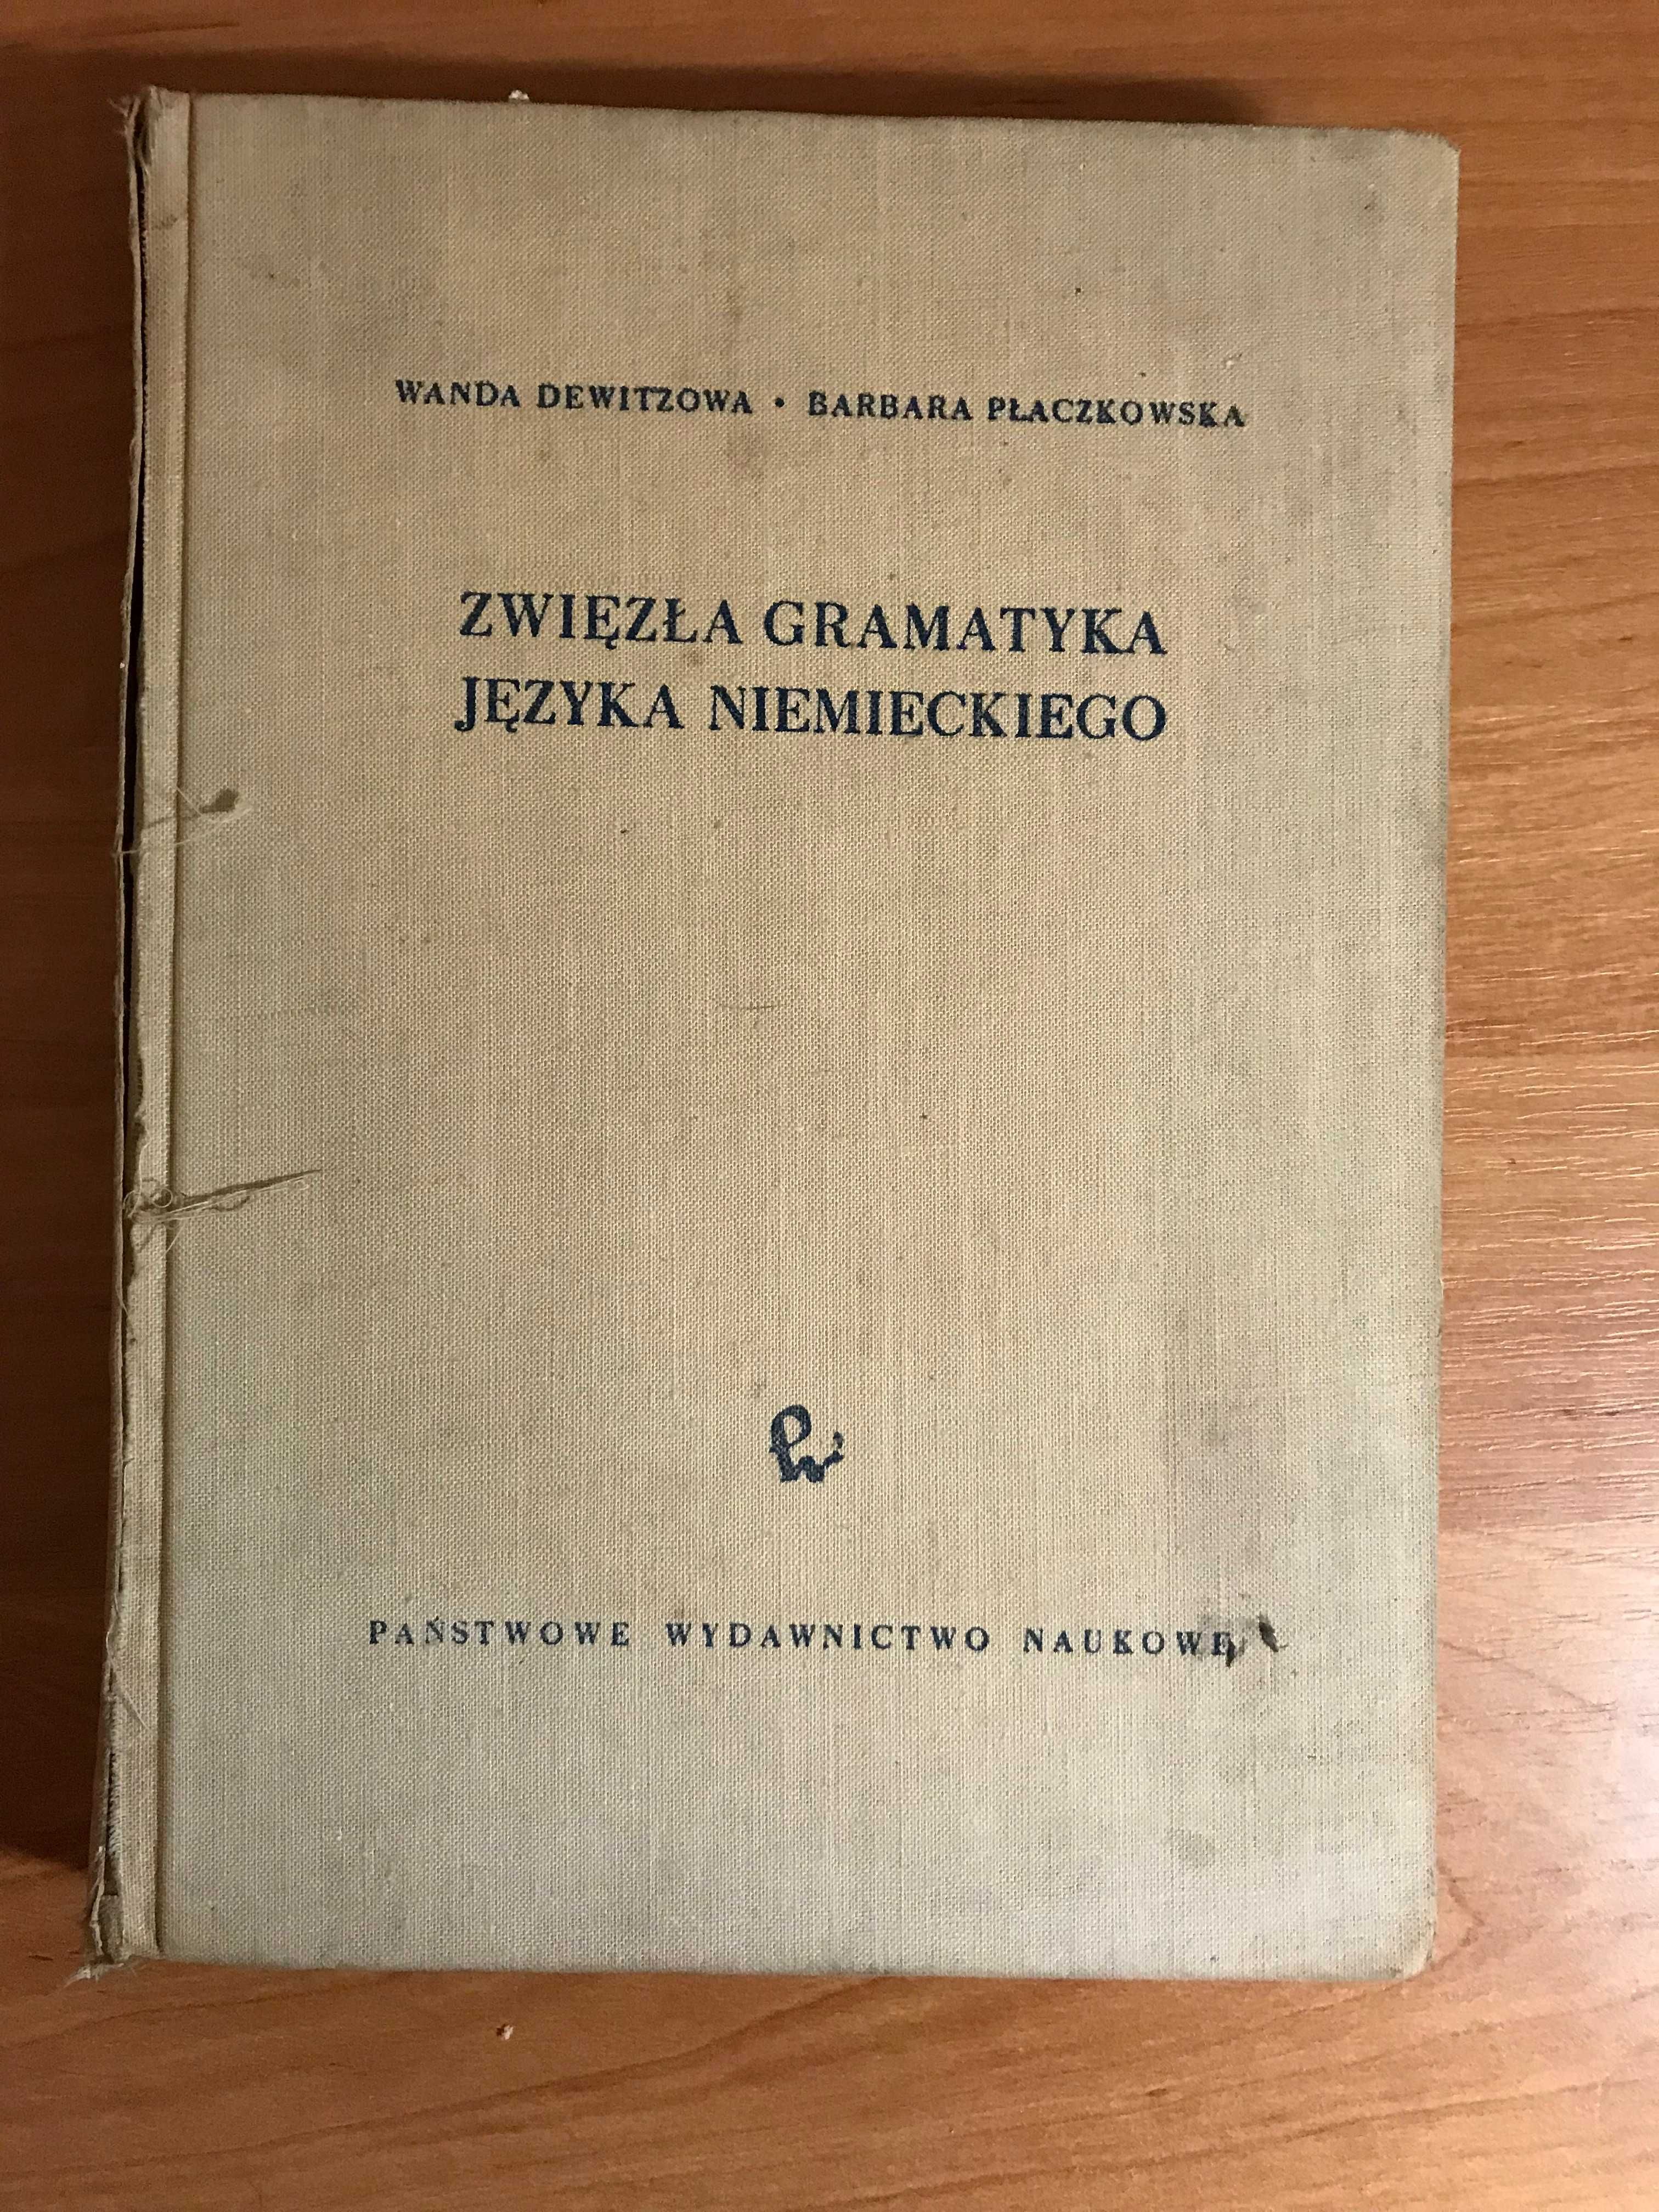 WANDA DEWITZOWA • BARBARA PŁACZKOWSKA
ZWIĘZŁA GRAMATYKA
JĘZYKA NIEMIECKIEGO
PAŃSTWOWE WYDAWNICTWO NAUKOWE